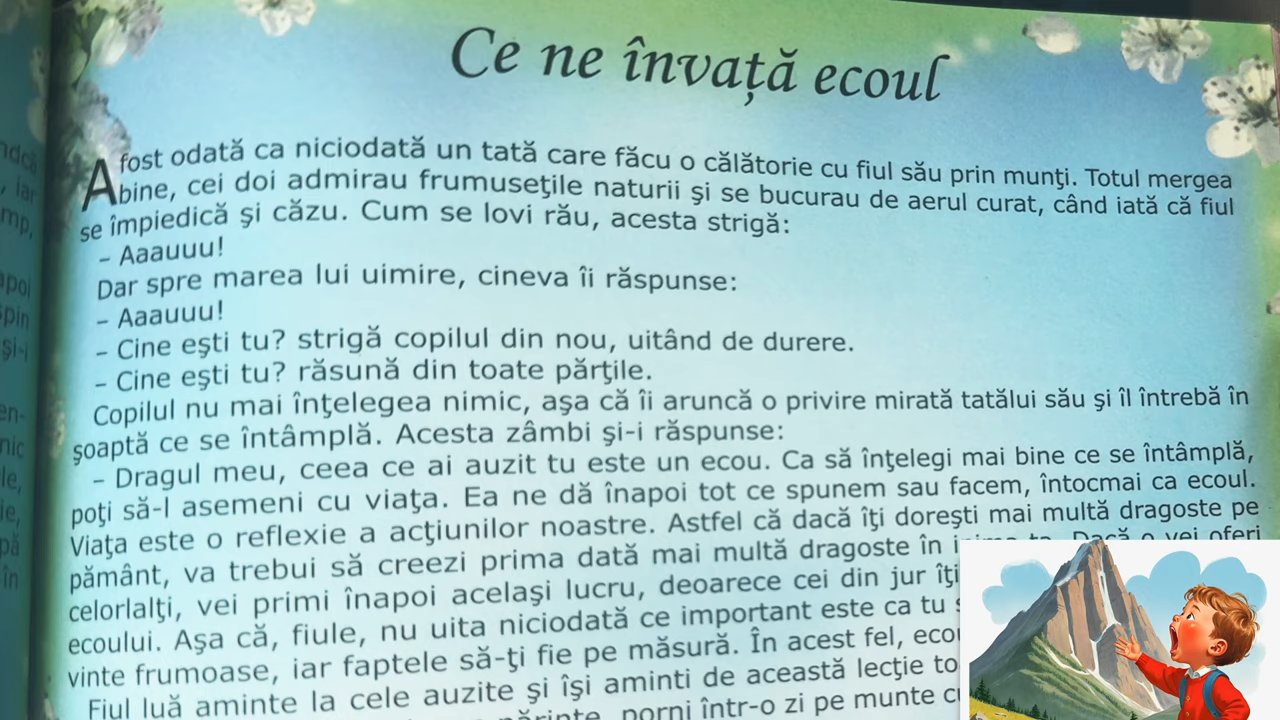 Ce ne învață ecoul
A fost odată ca niciodată un tată care făcu o călătorie cu fiul său prin munţi. Totul mergea
bine, cei doi admirau frumuseţile naturii şi se bucurau de aerul curat, când iată că fiul
se împiedică şi căzu. Cum se lovi rău, acesta strigă:
– Aaauuu!
Dar spre marea lui uimire, cineva îi răspunse:
– Aaauuu!
– Cine eşti tu? strigă copilul din nou, uitând de durere.
– Cine eşti tu? răsună din toate părţile.
Copilul nu mai înţelegea nimic, aşa că îi aruncă o privire mirată tatălui său şi îl întrebă în
şoaptă ce se întâmplă. Acesta zâmbi şi-i răspunse:
– Dragul meu, ceea ce ai auzit tu este un ecou. Ca să înţelegi mai bine ce se întâmplă,
poţi să-l asemeni cu viaţa. Ea ne dă înapoi tot ce spunem sau facem, întocmai ca ecoul.
Viaţa este o reflexie a acţiunilor noastre. Astfel că dacă îţi doreşti mai multă dragoste pe
pământ, va trebui să creezi prima dată mai multă dragoste în Dacă o vei oferi
celorlalţi, vei primi înapoi acelaşi lucru, deoarece cei din jur îţi
ecoului. Aşa că, fiule, nu uita niciodată ce important este ca tu
vinte frumoase, iar faptele să-ţi fie pe măsură. În acest fel,
Fiul luă aminte la cele auzite şi îşi aminti de această lecţie
porni într-o zi pe munte